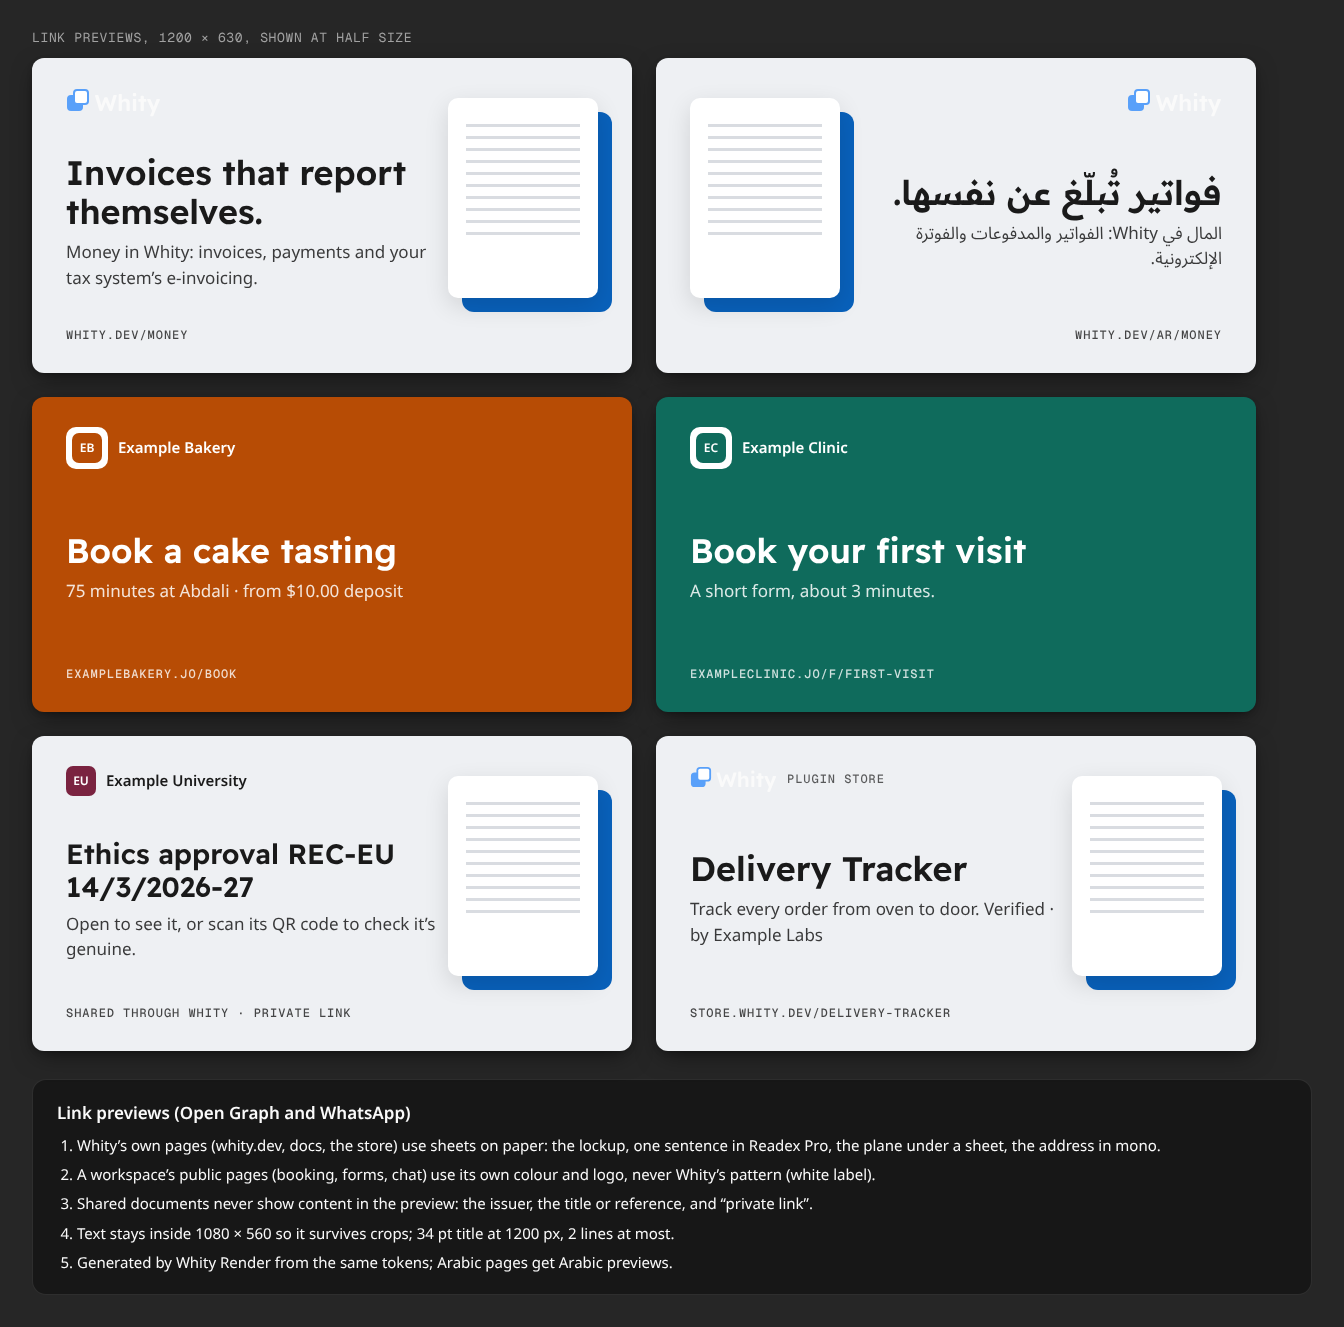 LINK PREVIEWS, 1200 × 630, SHOWN AT HALF SIZE
Whity
Invoices that report
themselves.
Money in Whity: invoices, payments and your
tax system’s e-invoicing.
WHITY.DEV/MONEY
Whity
فواتير تُبلّغ عن نفسها.
المال في Whity: الفواتير والمدفوعات والفوترة
الإلكترونية.
WHITY.DEV/AR/MONEY
EB
Example Bakery
Book a cake tasting
75 minutes at Abdali · from $10.00 deposit
EXAMPLEBAKERY.JO/BOOK
EC
Example Clinic
Book your first visit
A short form, about 3 minutes.
EXAMPLECLINIC.JO/F/FIRST-VISIT
EU
Example University
Ethics approval REC-EU
14/3/2026-27
Open to see it, or scan its QR code to check it’s
genuine.
SHARED THROUGH WHITY · PRIVATE LINK
Whity PLUGIN STORE
Delivery Tracker
Track every order from oven to door. Verified ·
by Example Labs
STORE.WHITY.DEV/DELIVERY-TRACKER
Link previews (Open Graph and WhatsApp)
1. Whity’s own pages (whity.dev, docs, the store) use sheets on paper: the lockup, one sentence in Readex Pro, the plane under a sheet, the address in mono.
2. A workspace’s public pages (booking, forms, chat) use its own colour and logo, never Whity’s pattern (white label).
3. Shared documents never show content in the preview: the issuer, the title or reference, and “private link”.
4. Text stays inside 1080 × 560 so it survives crops; 34 pt title at 1200 px, 2 lines at most.
5. Generated by Whity Render from the same tokens; Arabic pages get Arabic previews.